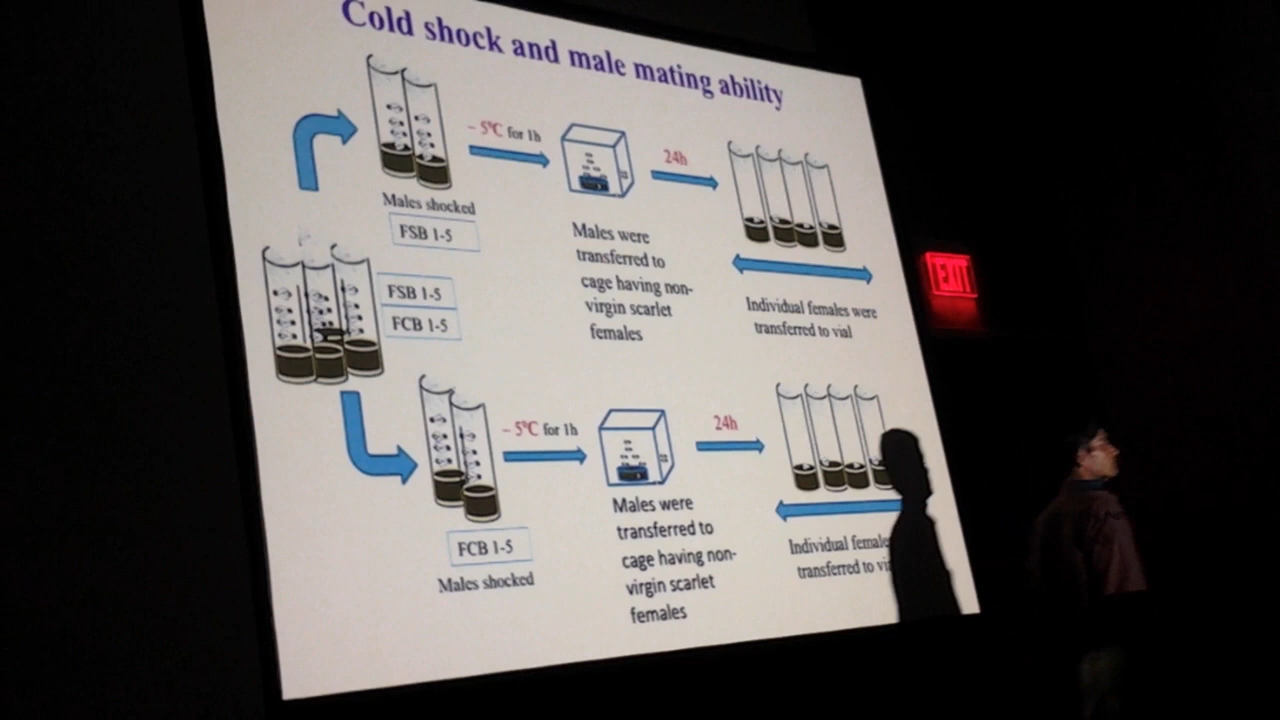 Cold shock and male mating ability
– 5°C for 1h
24h
Males shocked
FSB 1-5
Males were
transferred to
cage having non-
virgin scarlet
females
Individual females were
transferred to vial
FSB 1-5
FCB 1-5
EXIT
– 5°C for 1h
24h
FCB 1-5
Males shocked
Males were
transferred to
cage having non-
virgin scarlet
females
Individual female
transferred to